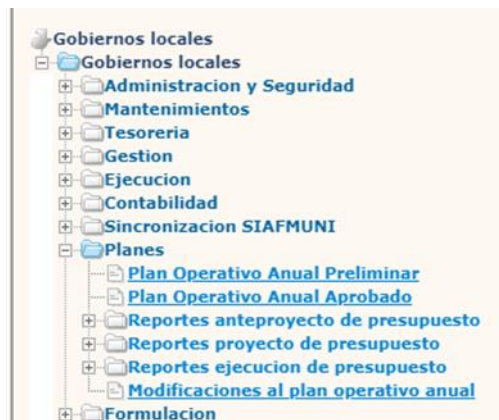 Gobiernos locales
Gobiernos locales
Administracion y Seguridad
Mantenimientos
Tesoreria
Gestion
Ejecucion
Contabilidad
Sincronizacion SIAFMUNI
Planes
Plan Operativo Anual Preliminar
Plan Operativo Anual Aprobado
Reportes anteproyecto de presupuesto
Reportes proyecto de presupuesto
Reportes ejecucion de presupuesto
Modificaciones al plan operativo anual
Formulacion